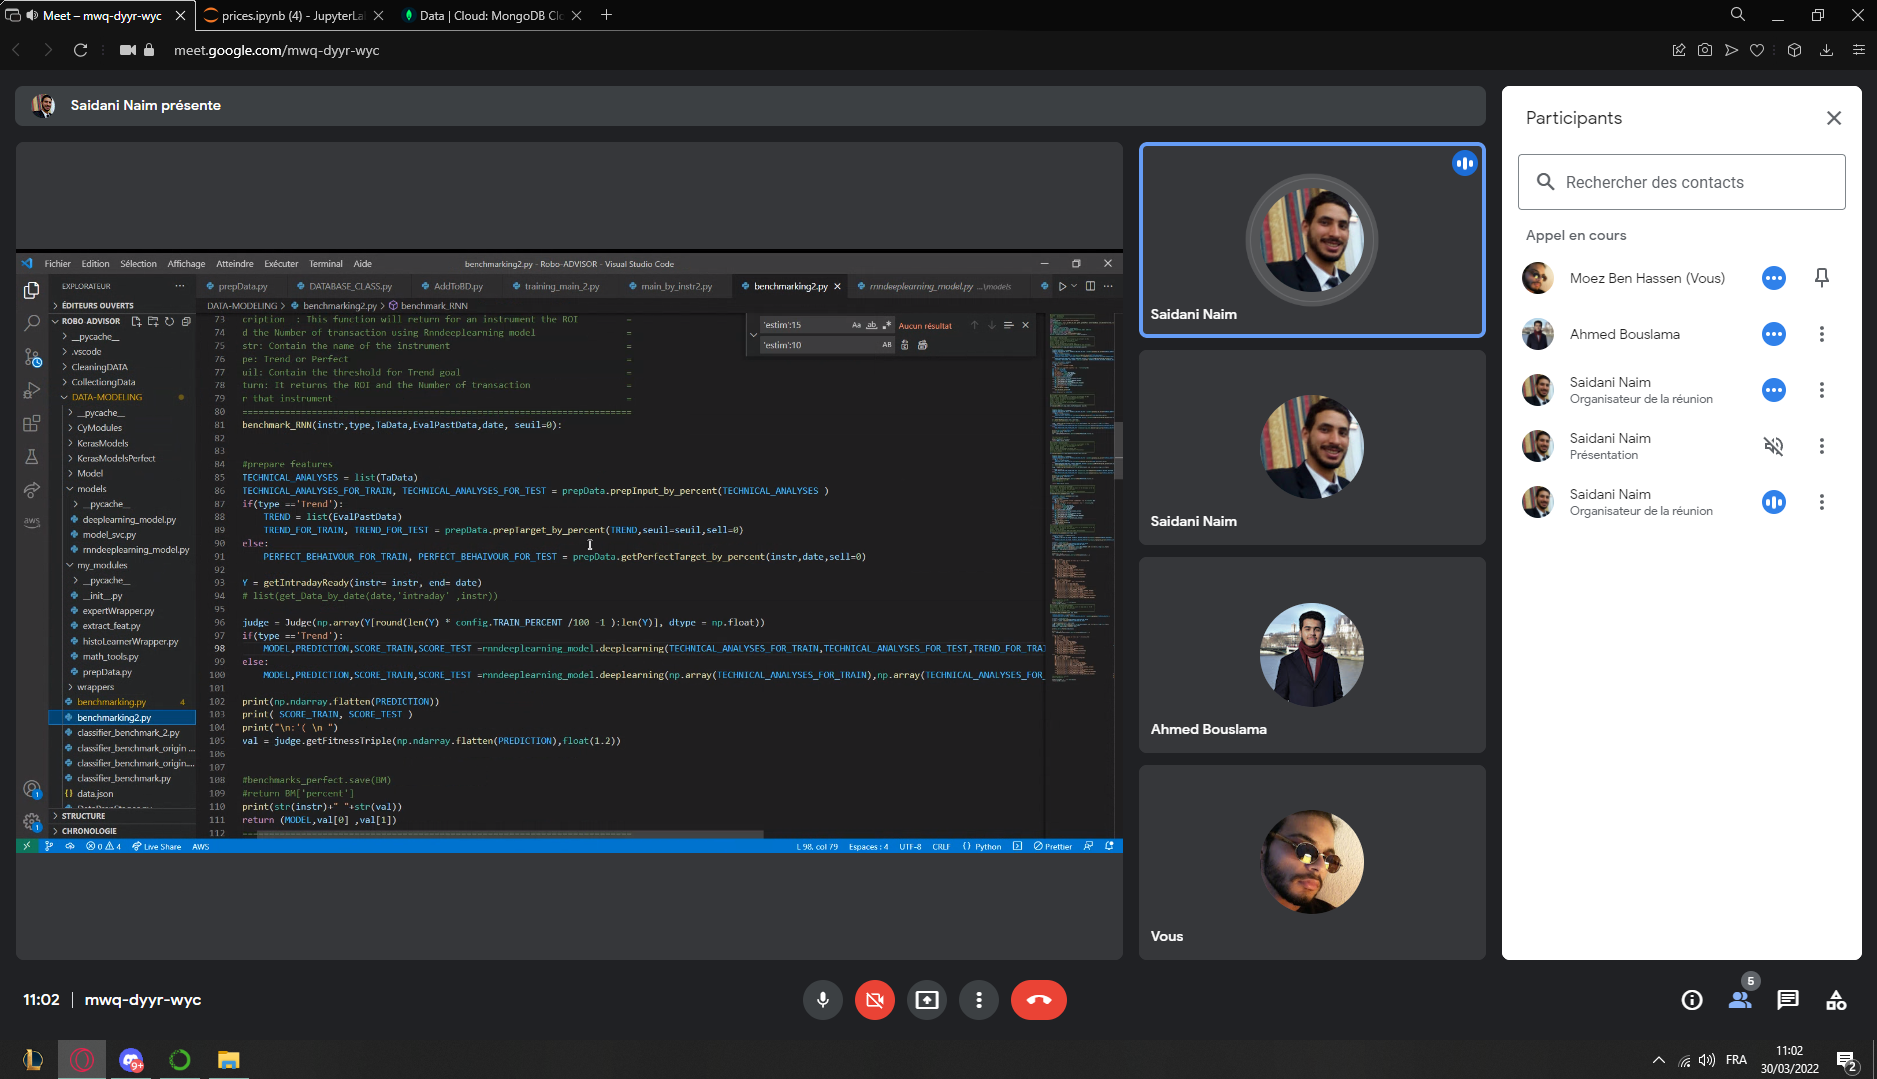 Meet – mwq-dyyr-wyc
prices.ipynb (4) - JupyterLa
Data | Cloud: MongoDB Cl
meet.google.com/mwq-dyyr-wyc
Saidani Naim présente
Fichier Edition Sélection Affichage Atteindre Exécuter Terminal Aide
benchmarking2.py - Robo-ADVISOR - Visual Studio Code
EXPLORATEUR
ÉDITEURS OUVERTS
ROBO-ADVISOR
__pycache__
.vscode
CleaningDATA
CollectiongData
DATA-MODELING
__pycache__
CyModules
KerasModels
KerasModelsPerfect
Model
models
__pycache__
deeplearning_model.py
model_svc.py
rnndeeplearning_model.py
my_modules
__pycache__
__init__.py
expertWrapper.py
extract_feat.py
histoLearnerWrapper.py
math_tools.py
prepData.py
wrappers
benchmarking.py 4
benchmarking2.py
classifier_benchmark_2.py
classifier_benchmark_origin ...
classifier_benchmark_origin....
classifier_benchmark.py
{} data.json
STRUCTURE
CHRONOLOGIE
prepData.py
DATABASE_CLASS.py
AddToBD.py
training_main_2.py
main_by_instr2.py
benchmarking2.py
rnndeeplearning_model.py ...\models
DATA-MODELING > benchmarking2.py > benchmark_RNN
'estim':15
Aucun résultat
'estim':10
73 cription : This function will return for an instrument the ROI =
74 d the Number of transaction using Rnndeeplearning model =
75 str: Contain the name of the instrument =
76 pe: Trend or Perfect =
77 uil: Contain the threshold for Trend goal =
78 turn: It returns the ROI and the Number of transaction =
79 r that instrument =
80 ========================================================================
81 benchmark_RNN(instr,type,TaData,EvalPastData,date, seuil=0):
82
83
84 #prepare features
85 TECHNICAL_ANALYSES = list(TaData)
86 TECHNICAL_ANALYSES_FOR_TRAIN, TECHNICAL_ANALYSES_FOR_TEST = prepData.prepInput_by_percent(TECHNICAL_ANALYSES )
87 if(type =='Trend'):
88 TREND = list(EvalPastData)
89 TREND_FOR_TRAIN, TREND_FOR_TEST = prepData.prepTarget_by_percent(TREND,seuil=seuil,sell=0)
90 else:
91 PERFECT_BEHAIVOUR_FOR_TRAIN, PERFECT_BEHAIVOUR_FOR_TEST = prepData.getPerfectTarget_by_percent(instr,date,sell=0)
92
93 Y = getIntradayReady(instr= instr, end= date)
94 # list(get_Data_by_date(date,'intraday' ,instr))
95
96 judge = Judge(np.array(Y[round(len(Y) * config.TRAIN_PERCENT /100 -1 ):len(Y)], dtype = np.float))
97 if(type =='Trend'):
98 MODEL,PREDICTION,SCORE_TRAIN,SCORE_TEST =rnndeeplearning_model.deeplearning(TECHNICAL_ANALYSES_FOR_TRAIN,TECHNICAL_ANALYSES_FOR_TEST,TREND_FOR_TRAI
99 else:
100 MODEL,PREDICTION,SCORE_TRAIN,SCORE_TEST =rnndeeplearning_model.deeplearning(np.array(TECHNICAL_ANALYSES_FOR_TRAIN),np.array(TECHNICAL_ANALYSES_FOR_
101
102 print(np.ndarray.flatten(PREDICTION))
103 print( SCORE_TRAIN, SCORE_TEST )
104 print("\n:'( \n ")
105 val = judge.getFitnessTriple(np.ndarray.flatten(PREDICTION),float(1.2))
106
107
108 #benchmarks_perfect.save(BM)
109 #return BM['percent']
110 print(str(instr)+" "+str(val))
111 return (MODEL,val[0] ,val[1])
112
0 4 Live Share AWS
L 98, col 79 Espaces : 4 UTF-8 CRLF {} Python Prettier
Saidani Naim
Saidani Naim
Ahmed Bouslama
Vous
Participants
Rechercher des contacts
Appel en cours
Moez Ben Hassen (Vous)
Ahmed Bouslama
Saidani Naim
Organisateur de la réunion
Saidani Naim
Présentation
Saidani Naim
Organisateur de la réunion
11:02 | mwq-dyyr-wyc
5
9+
FRA
11:02
30/03/2022
2